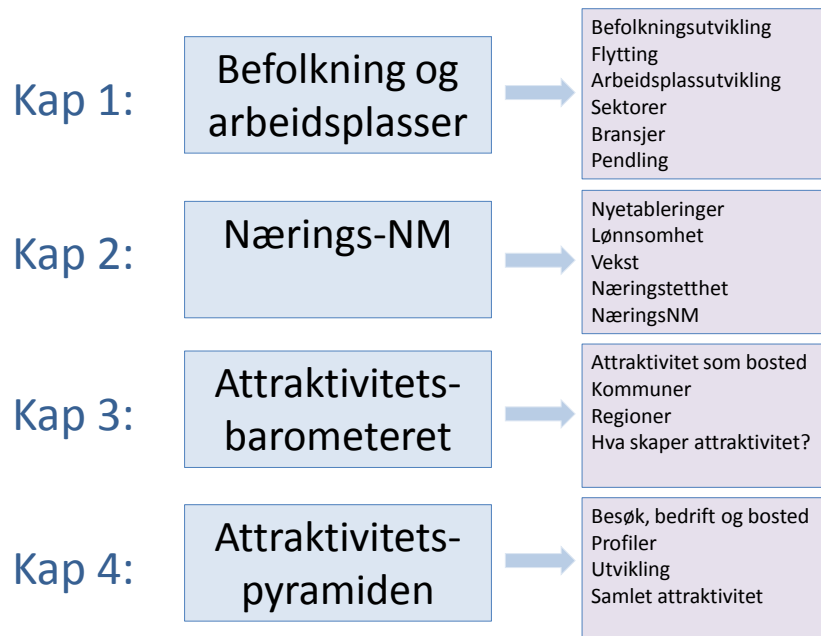 Kap 1:
Befolkning og
arbeidsplasser
Befolkningsutvikling
Flytting
Arbeidsplassutvikling
Sektorer
Bransjer
Pendling
Kap 2:
Nærings-NM
Nyetableringer
Lønnsomhet
Vekst
Næringstetthet
NæringsNM
Kap 3:
Attraktivitets-
barometeret
Attraktivitet som bosted
Kommuner
Regioner
Hva skaper attraktivitet?
Kap 4:
Attraktivitets-
pyramiden
Besøk, bedrift og bosted
Profiler
Utvikling
Samlet attraktivitet